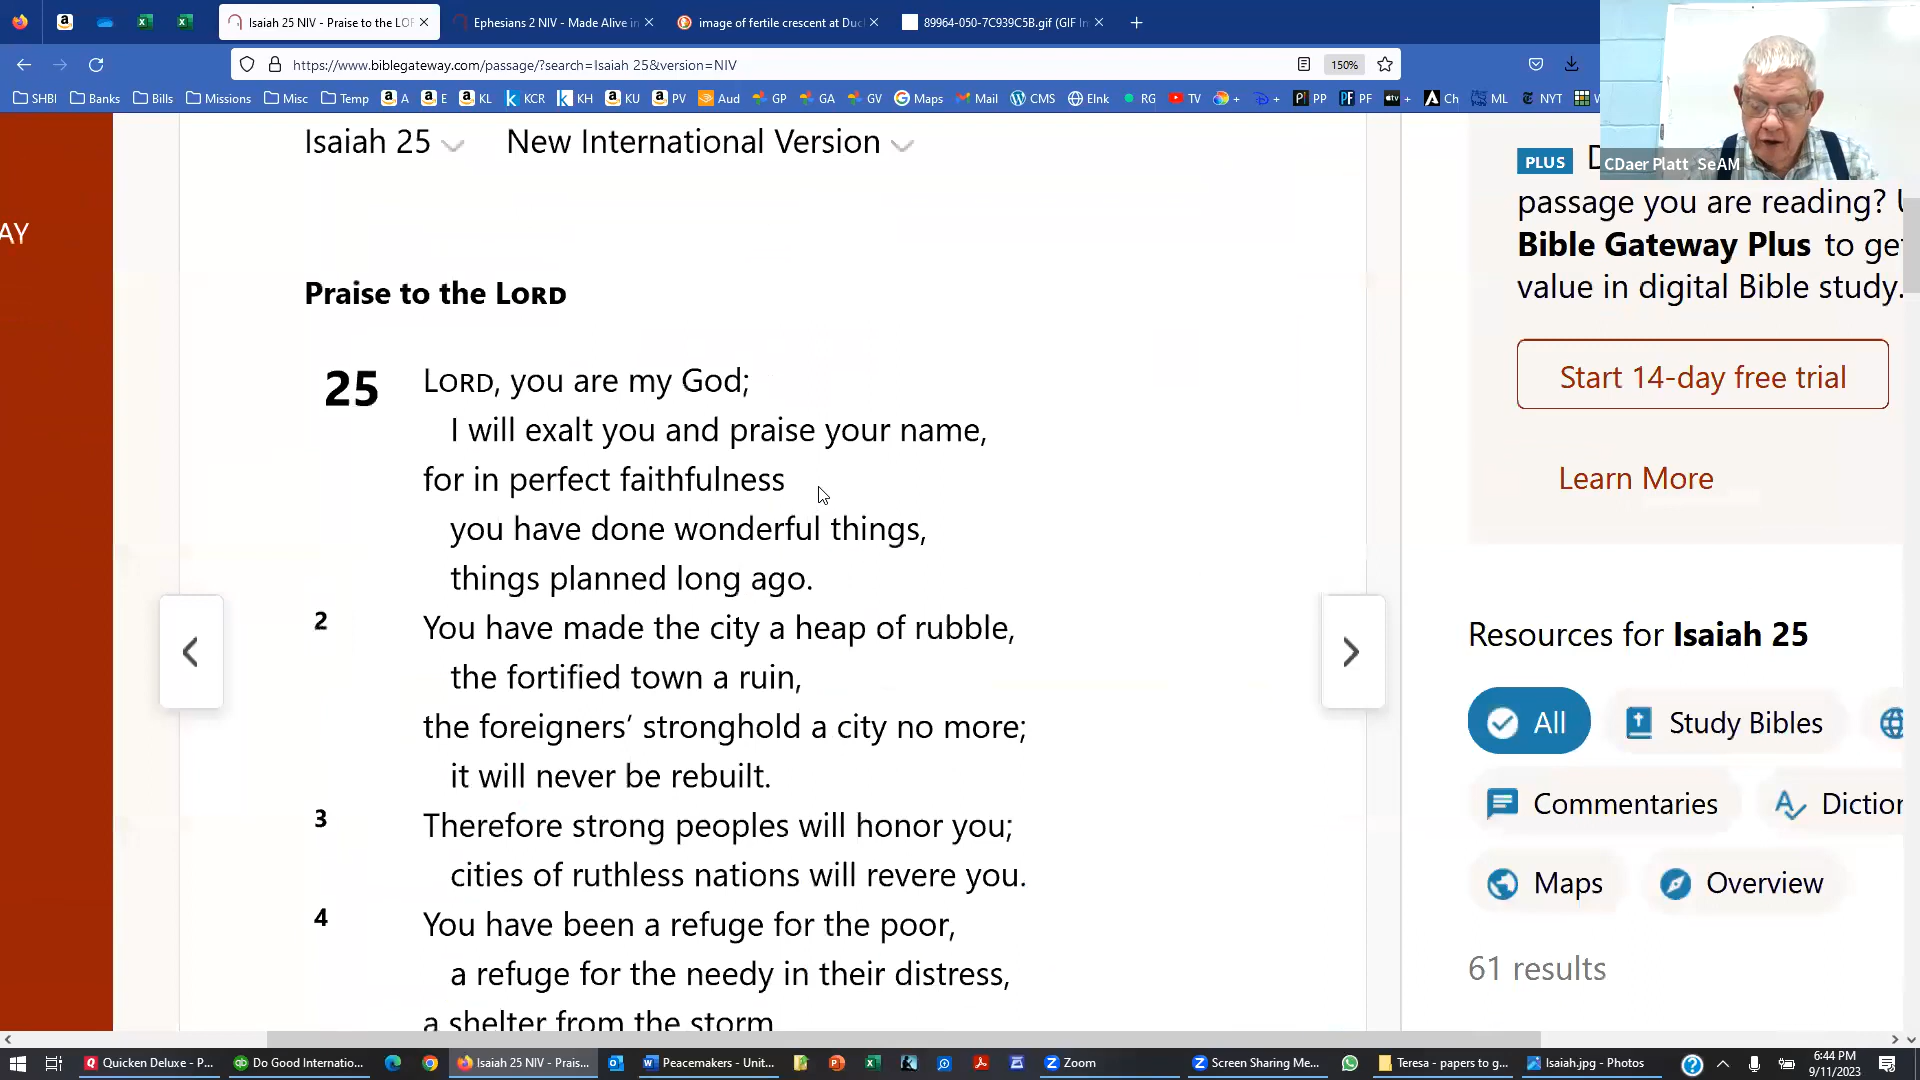 Isaiah 25 NIV - Praise to the LOR
Ephesians 2 NIV - Made Alive in
image of fertile crescent at Duc
89964-050-7C939C5B.gif (GIF Im
https://www.biblegateway.com/passage/?search=Isaiah 25&version=NIV
150%
SHBI Banks Bills Missions Misc Temp A E KL KCR KH KU PV Aud GP GA GV Maps Mail CMS EInk RG TV + + PP PF + Ch ML NYT
CDaer Platt SeAM
AY
Isaiah 25
New International Version
Praise to the LORD
25 LORD, you are my God;
I will exalt you and praise your name,
for in perfect faithfulness
you have done wonderful things,
things planned long ago.
2 You have made the city a heap of rubble,
the fortified town a ruin,
the foreigners’ stronghold a city no more;
it will never be rebuilt.
3 Therefore strong peoples will honor you;
cities of ruthless nations will revere you.
4 You have been a refuge for the poor,
a refuge for the needy in their distress,
a shelter from the storm
PLUS
passage you are reading?
Bible Gateway Plus to ge
value in digital Bible study.
Start 14-day free trial
Learn More
Resources for Isaiah 25
All
Study Bibles
Commentaries
Diction
Maps
Overview
61 results
Quicken Deluxe - P...
Do Good Internatio...
Isaiah 25 NIV - Prais...
Peacemakers - Unit...
Zoom
Screen Sharing Me...
Teresa - papers to g...
Isaiah.jpg - Photos
6:44 PM
9/11/2023